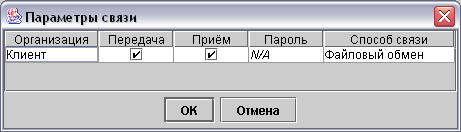 Параметры связи
Организация Передача Приём Пароль Способ связи
Клиент N/A Файловый обмен
OK Отмена